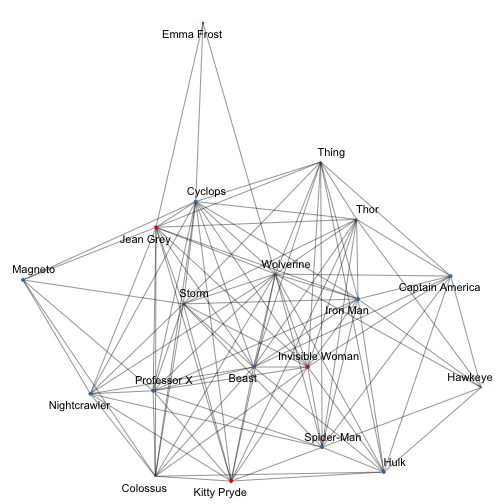 Emma Frost
Thing
Cyclops
Thor
Jean Grey
Wolverine
Magneto
Captain America
Storm
Iron Man
Invisible Woman
Professor X
Beast
Hawkeye
Nightcrawler
Spider-Man
Hulk
Colossus
Kitty Pryde